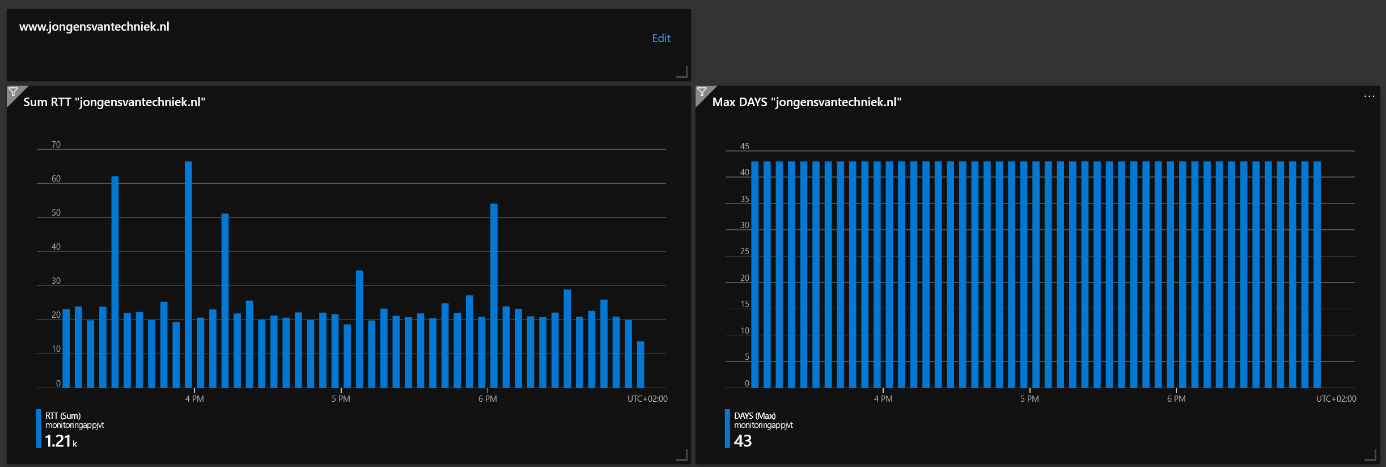 www.jongensvantechniek.nl
Edit
Sum RTT "jongensvantechniek.nl"
70
60
50
40
30
20
10
0
4 PM
5 PM
6 PM
UTC+02:00
RTT (Sum)
monitoringappjvt
1.21 k
Max DAYS "jongensvantechniek.nl"
...
45
40
35
30
25
20
15
10
5
0
4 PM
5 PM
6 PM
UTC+02:00
DAYS (Max)
monitoringappjvt
43